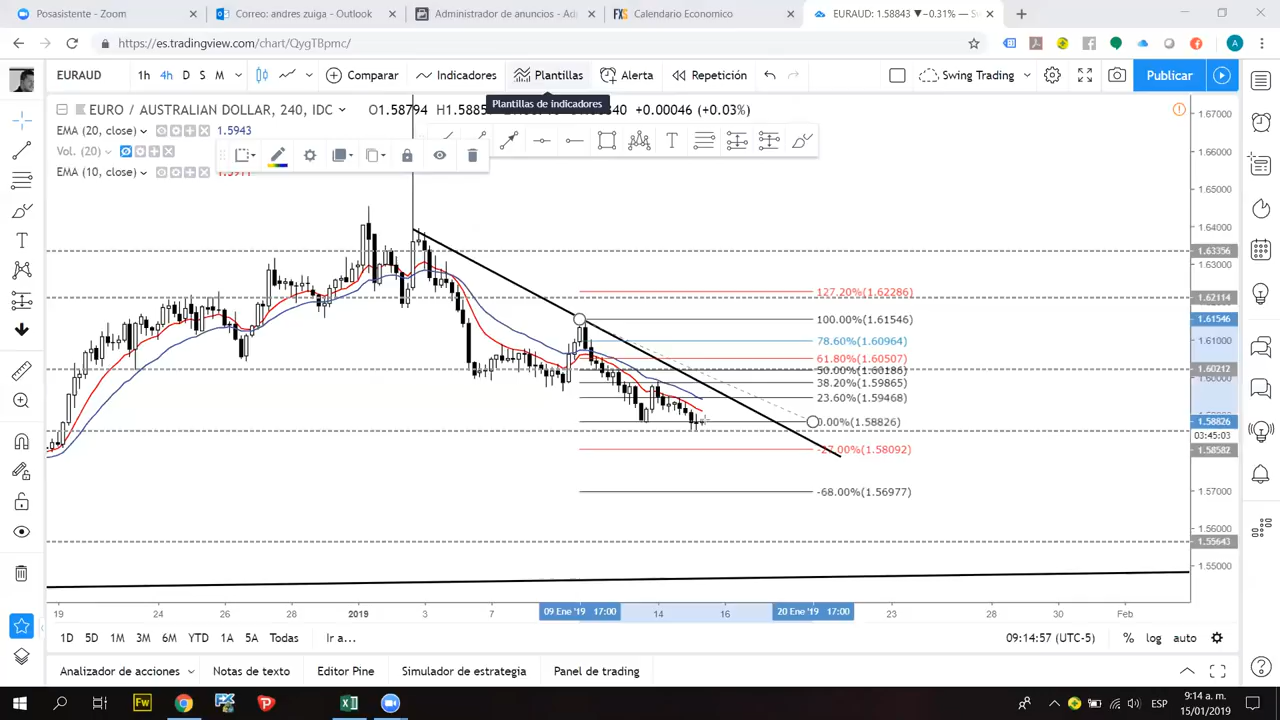 Posasistente - Zoom
Correo: andres zuiga - Outlook
Administrador de anuncios - Ad
Calendario Economico
EURAUD: 1.58843 ▼-0.31% — S
https://es.tradingview.com/chart/QygTBpmc/
EURAUD 1h 4h D S M Comparar Indicadores Plantillas Alerta Repetición Swing Trading Publicar
Plantillas de indicadores
EURO / AUSTRALIAN DOLLAR, 240, IDC O1.58794 +0.00046 (+0.03%)
EMA (20, close) 1.5943
Vol. (20)
EMA (10, close)
1.67000
1.66000
1.65000
1.64000
1.63356
1.63000
127.20%(1.62286)
1.62114
100.00%(1.61546) 1.61546
78.60%(1.60964) 1.61000
61.80%(1.60507)
50.00%(1.60186) 1.60212
38.20%(1.59865) 1.60000
23.60%(1.59468)
0.00%(1.58826) 1.58826
03:45:03
-27.00%(1.58092) 1.58582
-68.00%(1.56977) 1.57000
1.56000
1.55643
1.55000
19 24 26 28 2019 3 7 09 Ene '19 17:00 14 16 20 Ene '19 17:00 23 28 30 Feb
1D 5D 1M 3M 6M YTD 1A 5A Todas Ir a... 09:14:57 (UTC-5) % log auto
Analizador de acciones Notas de texto Editor Pine Simulador de estrategia Panel de trading
Fw
ESP
9:14 a. m.
15/01/2019